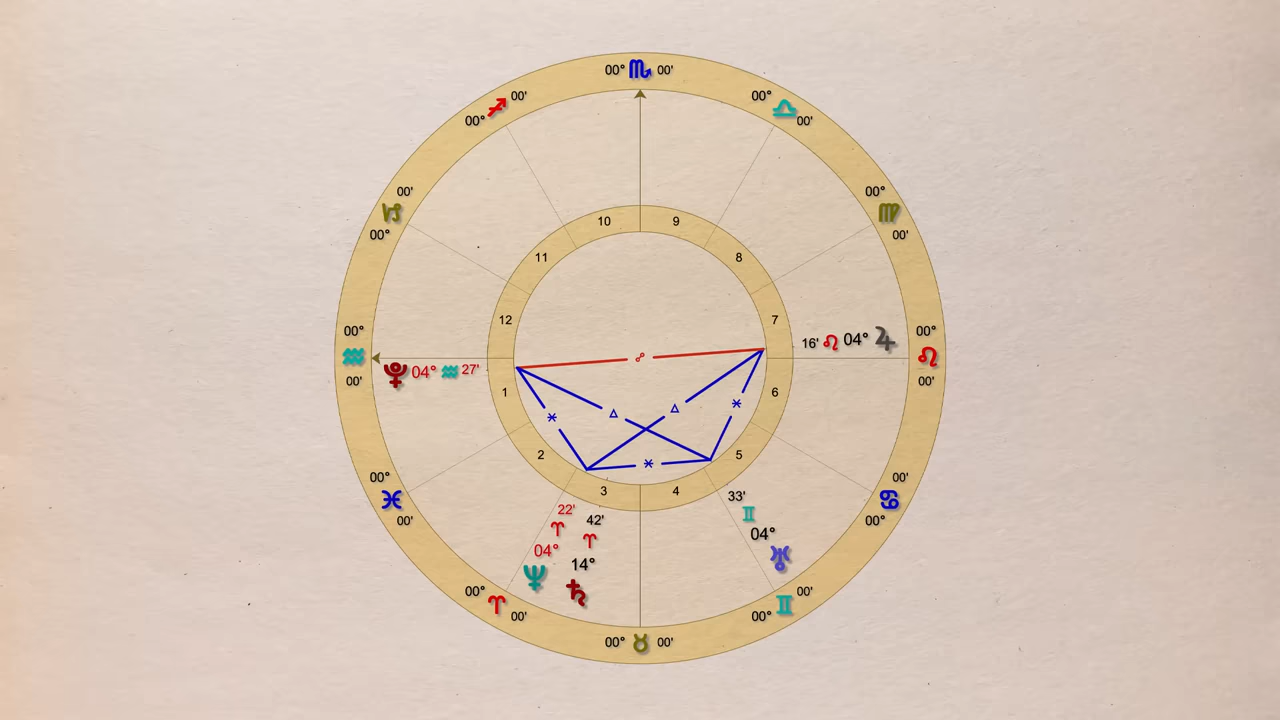 00° ♏ 00'
00° ♎ 00'
00° ♐ 00'
00° ♍ 00'
00° ♑ 00'
10 9
11 8
12 7
00° ♒ 00'
♇ 04° ♒ 27'
16' ♌ 04° ♃
00° ♌ 00'
☍
1 6
⚹ △ △ ⚹
2 ⚹ 5
3 4
00° ♓ 00'
00° ♋ 00'
22' ♈ 04° ♆
42' ♈ 14° ♄
33' ♊ 04° ♅
00° ♈ 00'
00° ♊ 00'
00° ♉ 00'